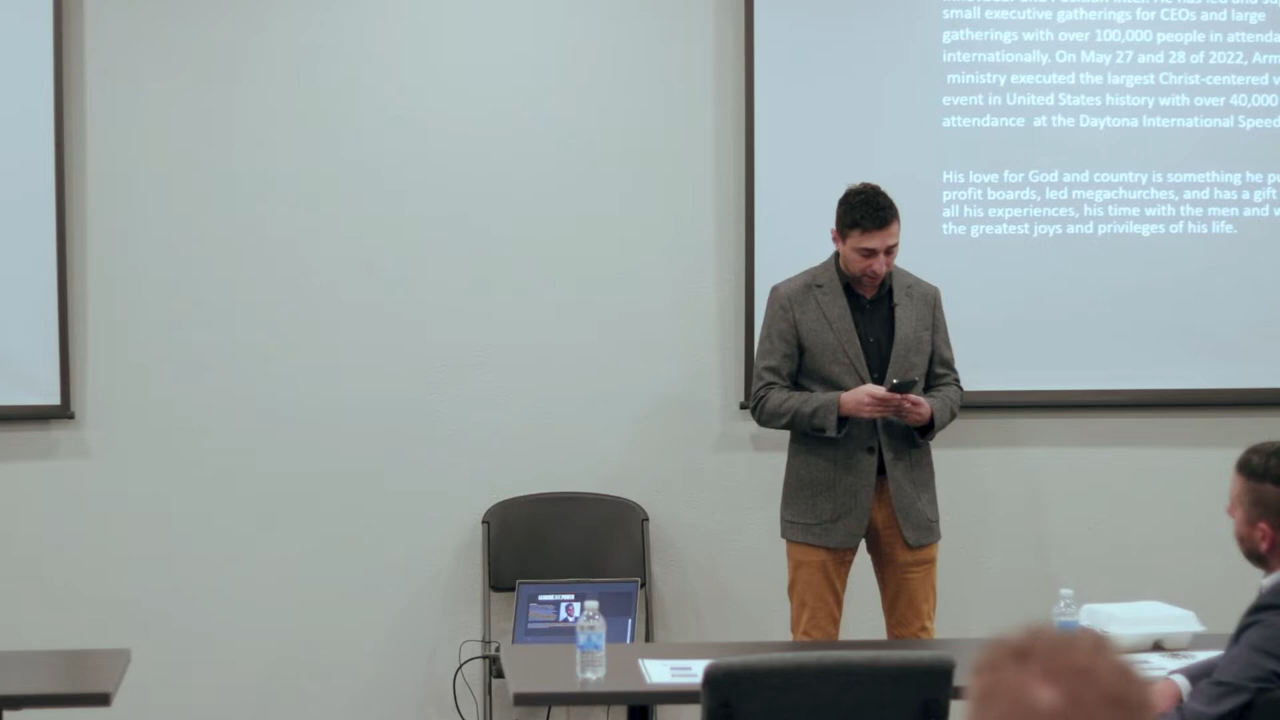 small executive gatherings for CEOs and large
gatherings with over 100,000 people in
internationally. On May 27 and 28 of 2022,
ministry executed the largest Christ-centered
event in United States history with over 40,000
attendance at the Daytona International
His love for God and country is something he
profit boards, led megachurches, and has a gift
all his experiences, his time with the men and
the greatest joys and privileges of his life.